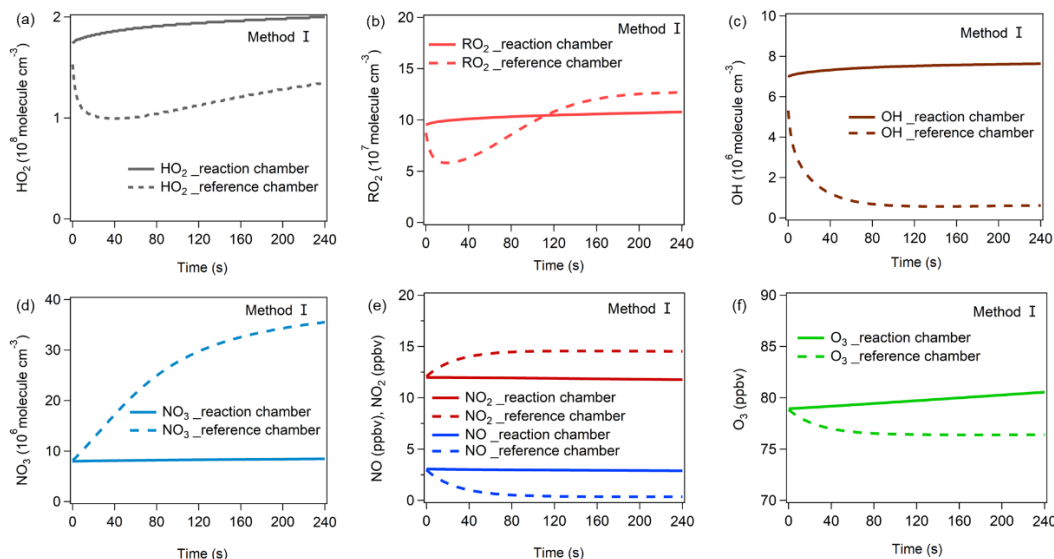 (a)
Method I
HO2 (10^8 molecule cm-3)
2
1
0
HO2 _reaction chamber
HO2 _reference chamber
0 40 80 120 160 200 240
Time (s)
(b)
Method I
RO2 (10^7 molecule cm-3)
20
15
10
5
0
RO2 _reaction chamber
RO2 _reference chamber
0 40 80 120 160 200 240
Time (s)
(c)
Method I
OH (10^6 molecule cm-3)
10
8
6
4
2
0
OH _reaction chamber
OH _reference chamber
0 40 80 120 160 200 240
Time (s)
(d)
Method I
NO3 (10^6 molecule cm-3)
40
30
20
10
0
NO3 _reaction chamber
NO3 _reference chamber
0 40 80 120 160 200 240
Time (s)
(e)
Method I
NO (ppbv), NO2 (ppbv)
20
15
10
5
0
NO2 _reaction chamber
NO2 _reference chamber
NO _reaction chamber
NO _reference chamber
0 40 80 120 160 200 240
Time (s)
(f)
Method I
O3 (ppbv)
90
85
80
75
70
O3 _reaction chamber
O3 _reference chamber
0 40 80 120 160 200 240
Time (s)